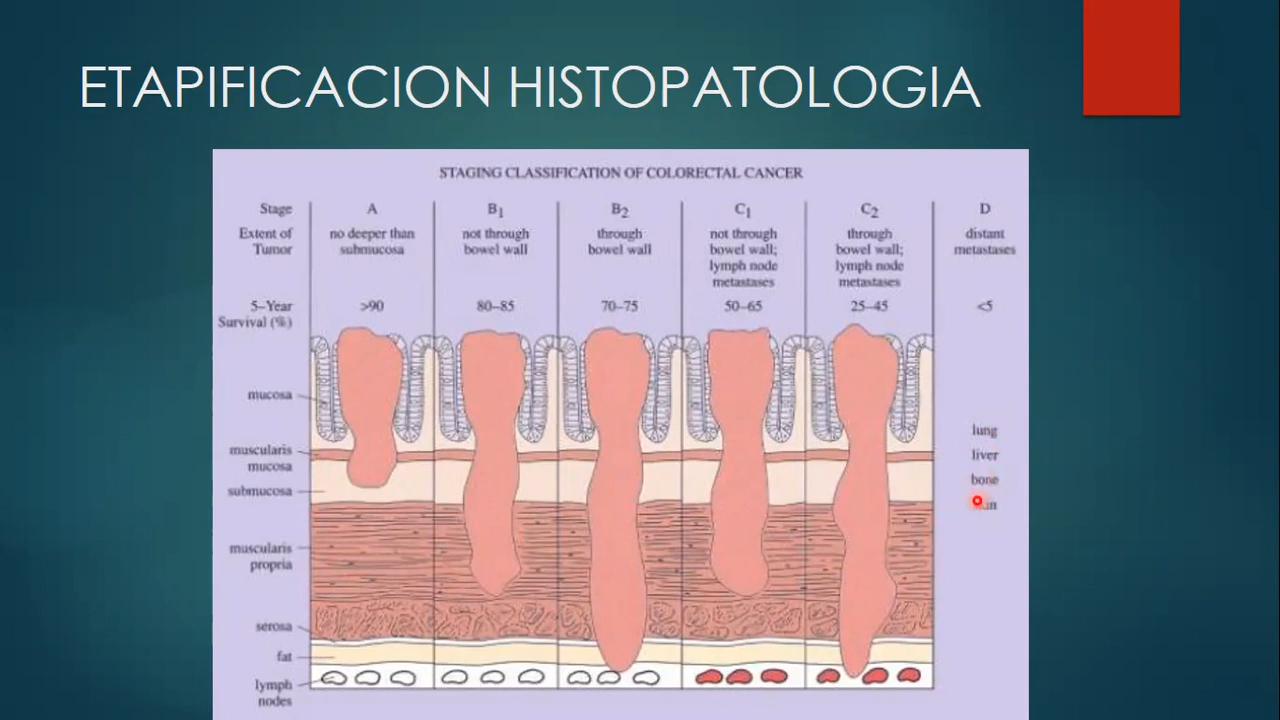 ETAPIFICACION HISTOPATOLOGIA
STAGING CLASSIFICATION OF COLORECTAL CANCER
Stage A B1 B2 C1 C2 D
Extent of Tumor
no deeper than submucosa
not through bowel wall
through bowel wall
not through bowel wall; lymph node metastases
through bowel wall; lymph node metastases
distant metastases
5-Year Survival (%) >90 80-85 70-75 50-65 25-45 <5
mucosa
muscularis mucosa
submucosa
muscularis propria
serosa
fat
lymph nodes
lung
liver
bone